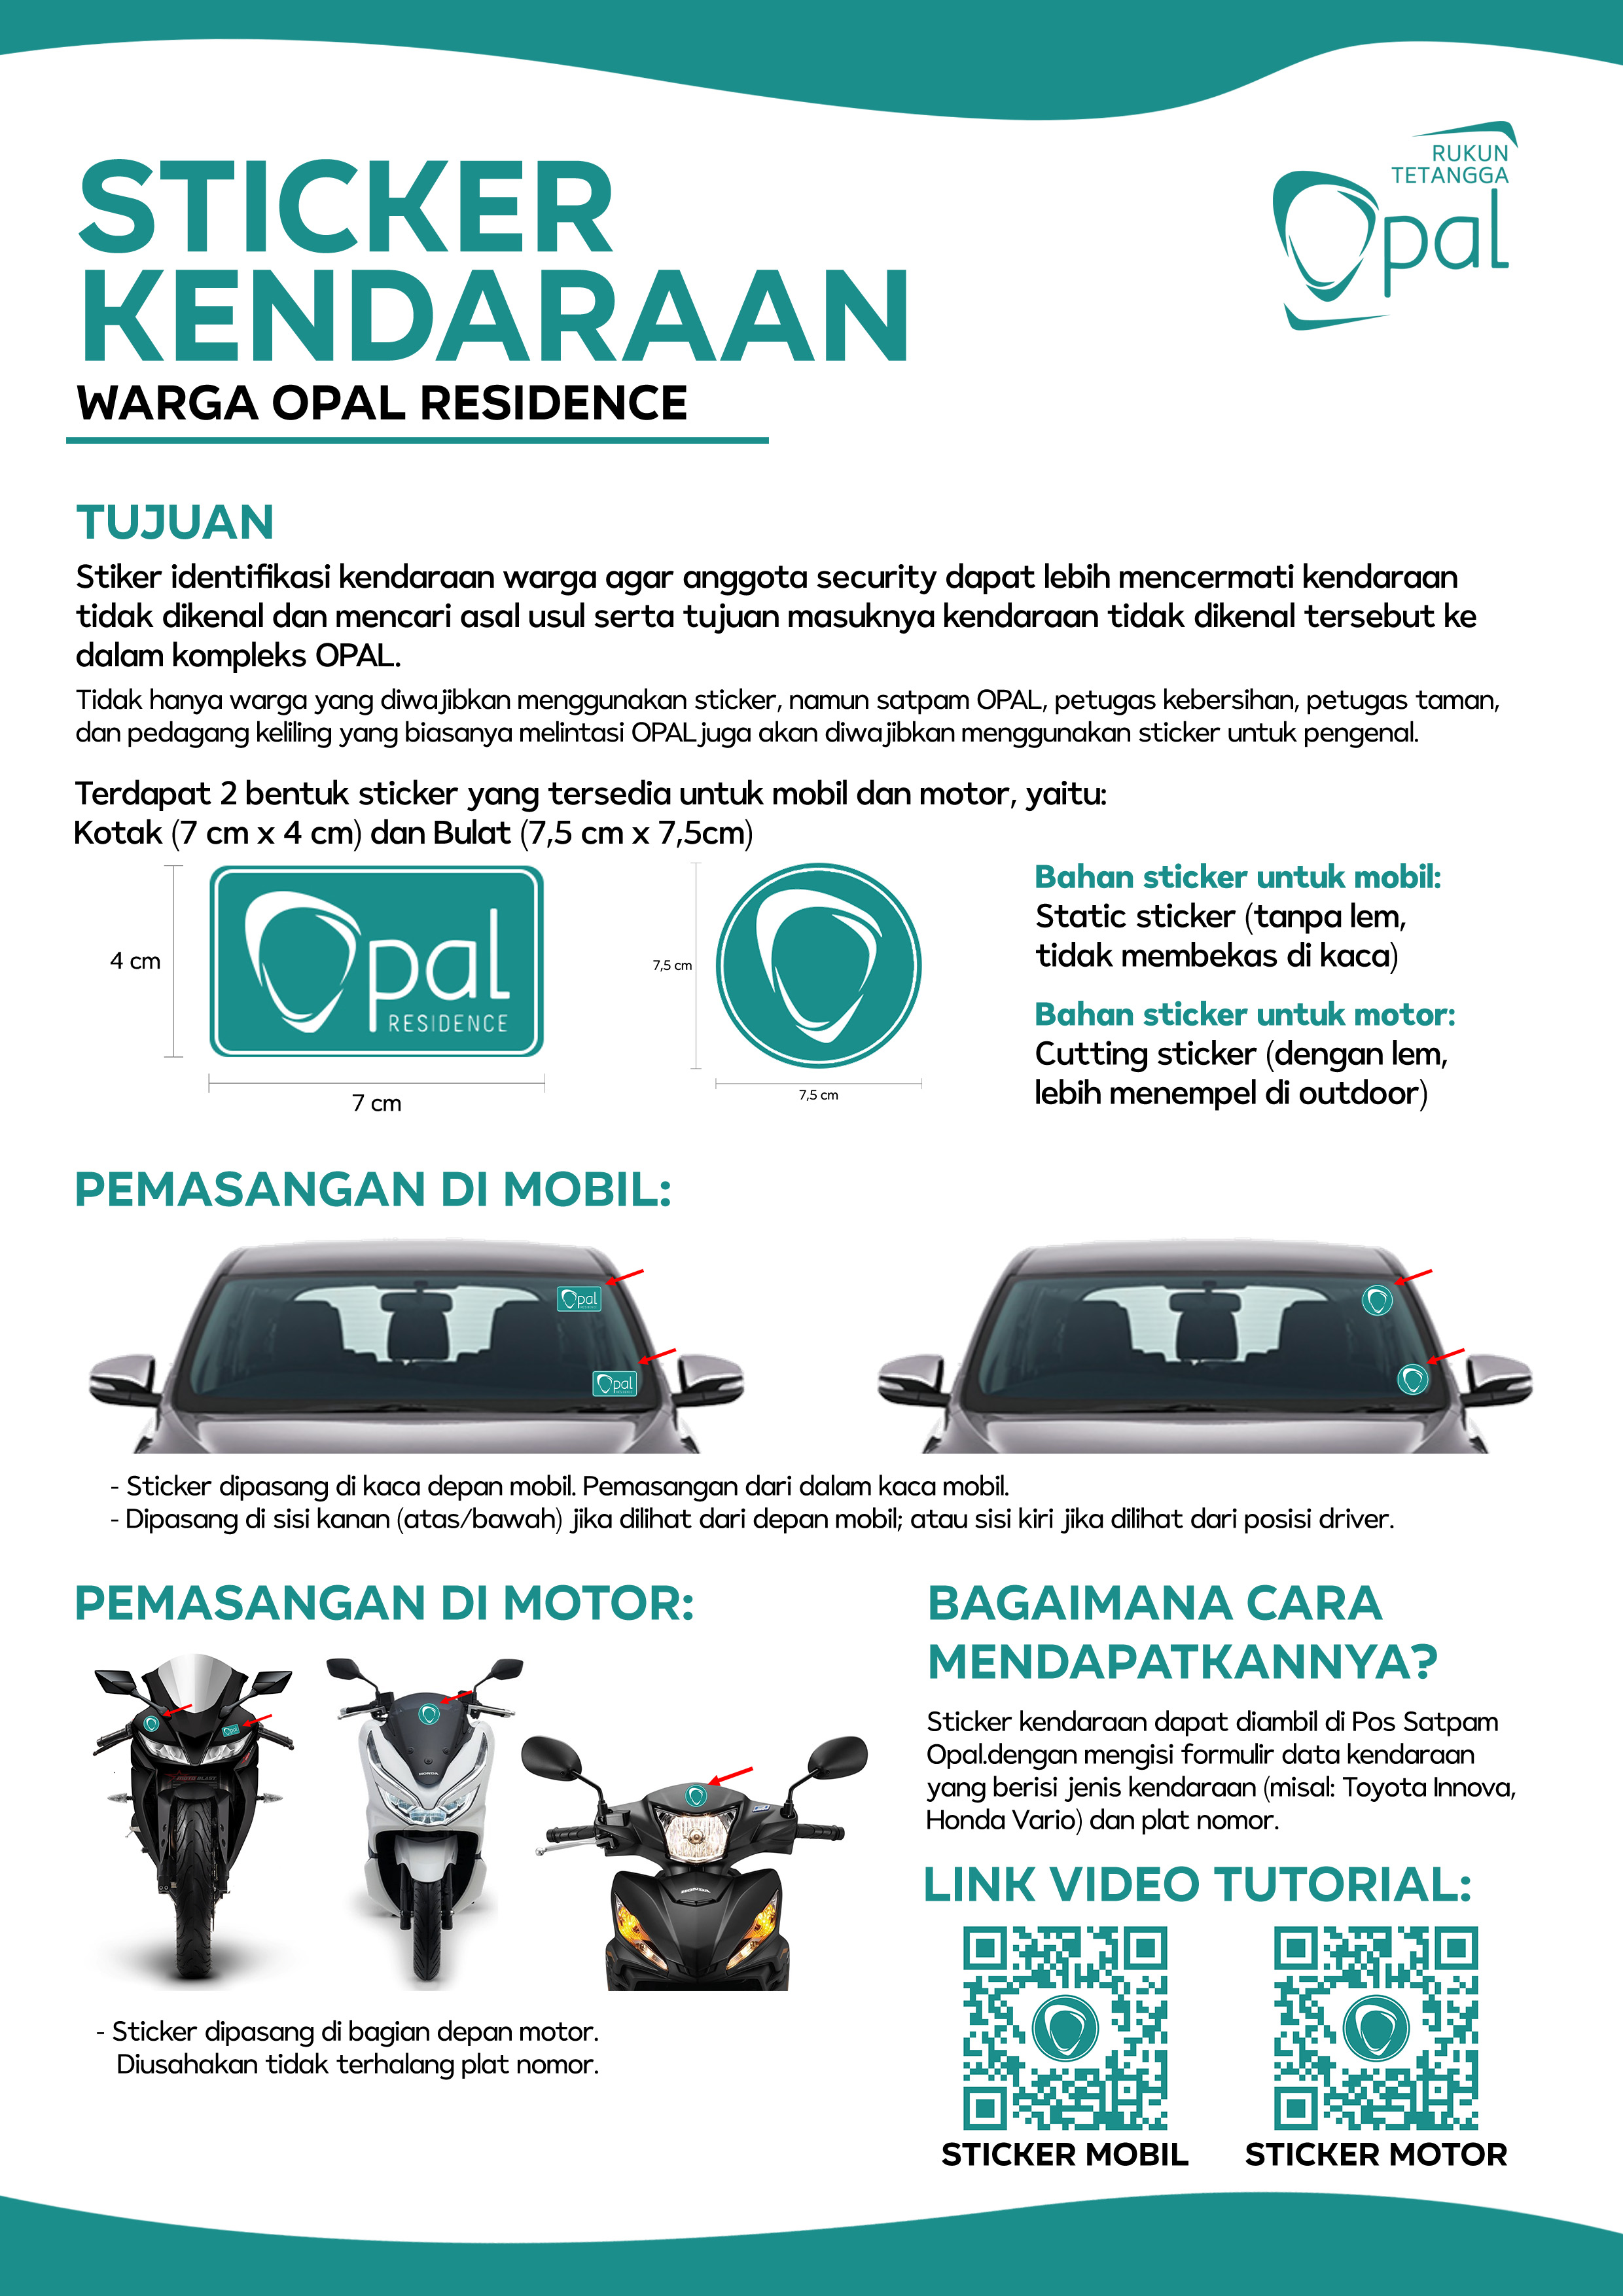 RUKUN
TETANGGA
Opal
STICKER
KENDARAAN
WARGA OPAL RESIDENCE
TUJUAN
Stiker identifikasi kendaraan warga agar anggota security dapat lebih mencermati kendaraan
tidak dikenal dan mencari asal usul serta tujuan masuknya kendaraan tidak dikenal tersebut ke
dalam kompleks OPAL.
Tidak hanya warga yang diwajibkan menggunakan sticker, namun satpam OPAL, petugas kebersihan, petugas taman,
dan pedagang keliling yang biasanya melintasi OPAL juga akan diwajibkan menggunakan sticker untuk pengenal.
Terdapat 2 bentuk sticker yang tersedia untuk mobil dan motor, yaitu:
Kotak (7 cm x 4 cm) dan Bulat (7,5 cm x 7,5cm)
4 cm
Opal
RESIDENCE
7 cm
7,5 cm
7,5 cm
Bahan sticker untuk mobil:
Static sticker (tanpa lem,
tidak membekas di kaca)
Bahan sticker untuk motor:
Cutting sticker (dengan lem,
lebih menempel di outdoor)
PEMASANGAN DI MOBIL:
Opal
Opal
- Sticker dipasang di kaca depan mobil. Pemasangan dari dalam kaca mobil.
- Dipasang di sisi kanan (atas/bawah) jika dilihat dari depan mobil; atau sisi kiri jika dilihat dari posisi driver.
PEMASANGAN DI MOTOR:
Opal
HONDA
HONDA
- Sticker dipasang di bagian depan motor.
Diusahakan tidak terhalang plat nomor.
BAGAIMANA CARA
MENDAPATKANNYA?
Sticker kendaraan dapat diambil di Pos Satpam
Opal.dengan mengisi formulir data kendaraan
yang berisi jenis kendaraan (misal: Toyota Innova,
Honda Vario) dan plat nomor.
LINK VIDEO TUTORIAL:
STICKER MOBIL
STICKER MOTOR